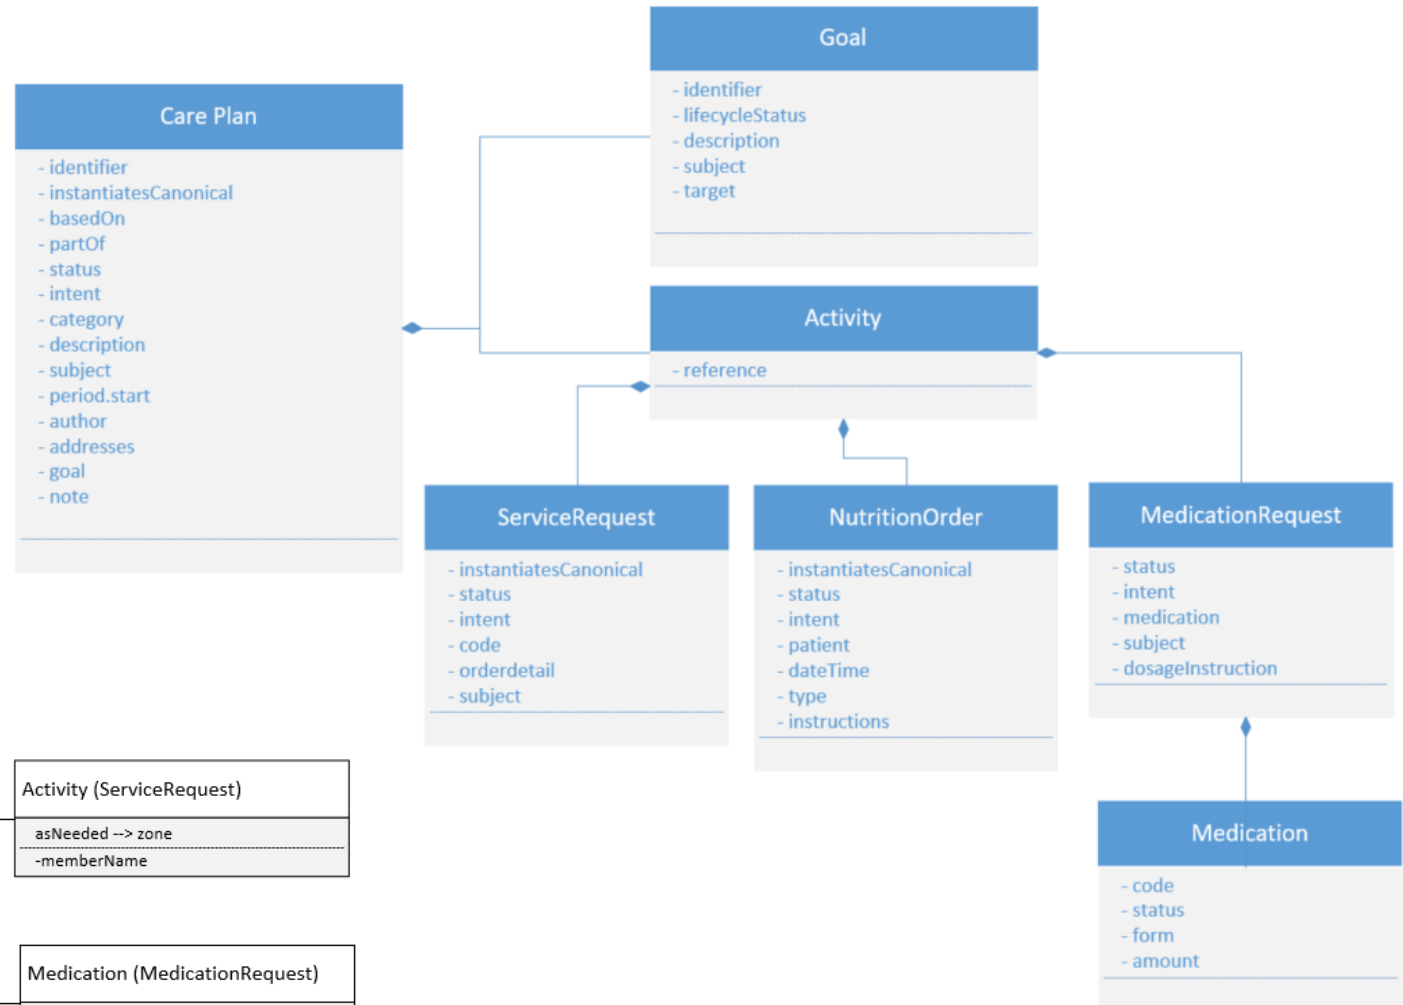 Goal
- identifier
- lifecycleStatus
- description
- subject
- target
Care Plan
- identifier
- instantiatesCanonical
- basedOn
- partOf
- status
- intent
- category
- description
- subject
- period.start
- author
- addresses
- goal
- note
Activity
- reference
ServiceRequest
- instantiatesCanonical
- status
- intent
- code
- orderdetail
- subject
NutritionOrder
- instantiatesCanonical
- status
- intent
- patient
- dateTime
- type
- instructions
MedicationRequest
- status
- intent
- medication
- subject
- dosageInstruction
Medication
- code
- status
- form
- amount
Activity (ServiceRequest)
asNeeded --> zone
-memberName
Medication (MedicationRequest)